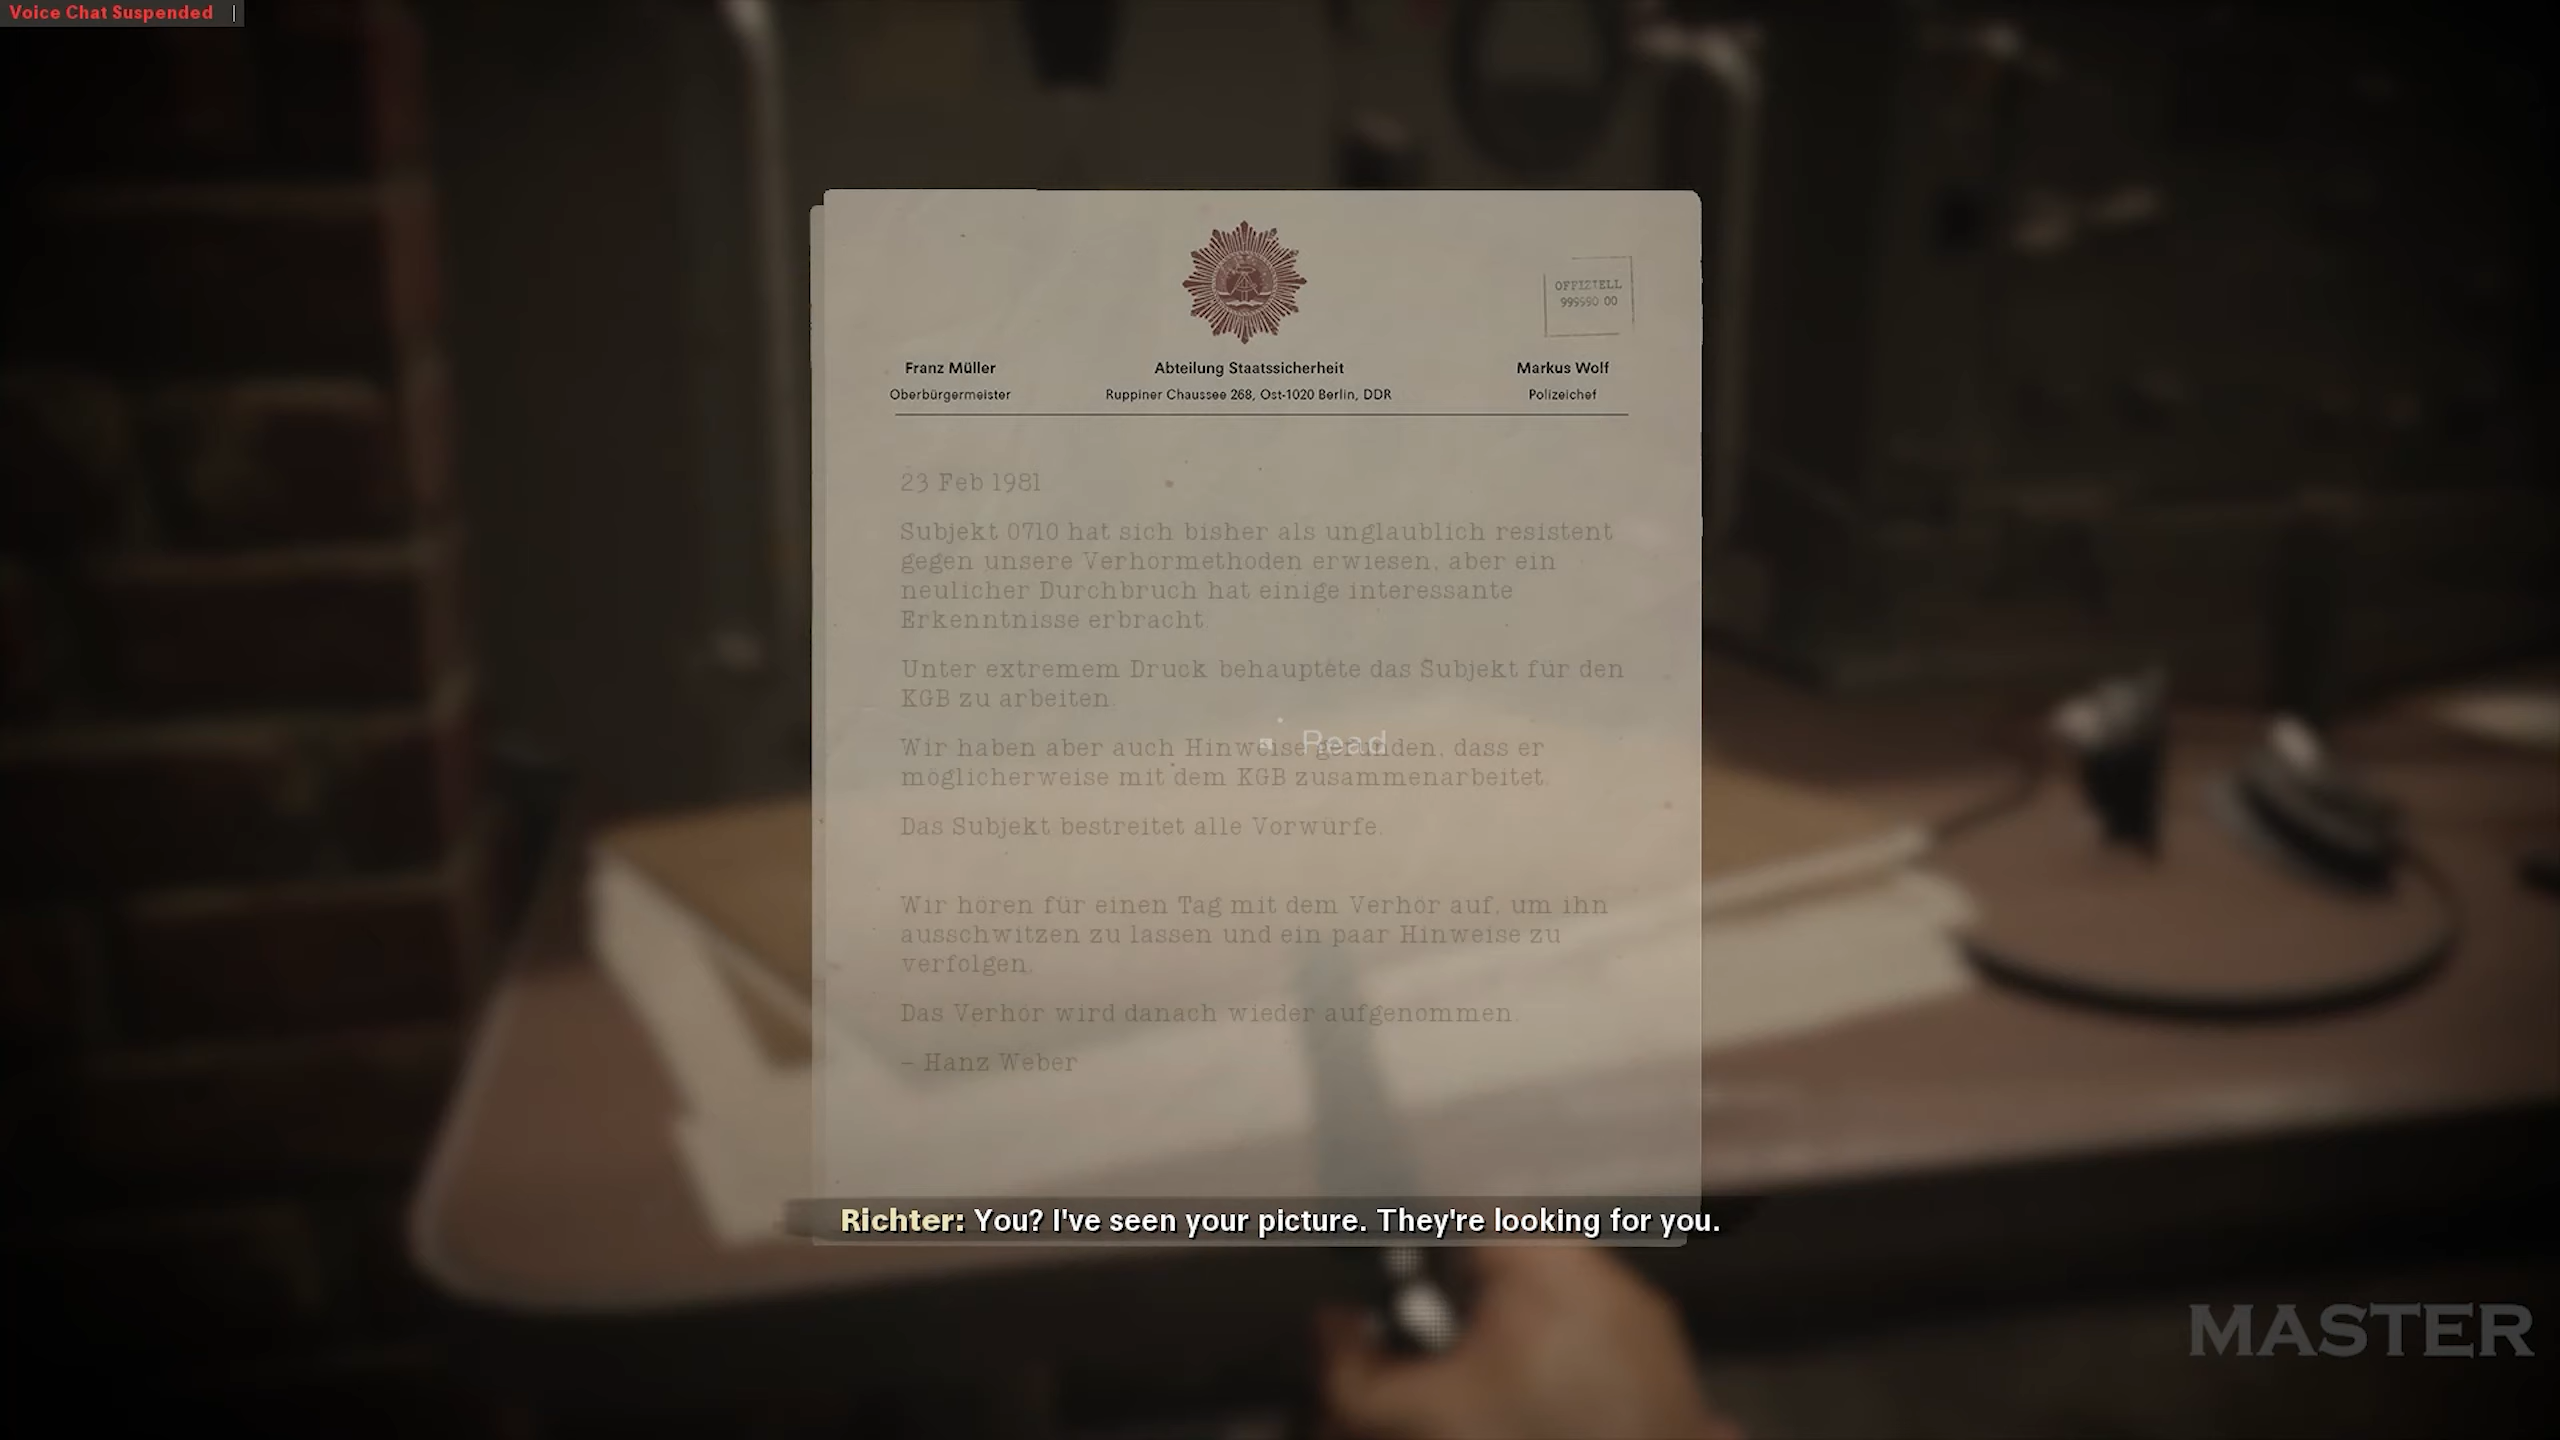 Voice Chat Suspended |
OFFIZIELL
999990 00
Franz Müller
Abteilung Staatssicherheit
Markus Wolf
Oberbürgermeister
Ruppiner Chaussee 268, Ost-1020 Berlin, DDR
Polizeichef
23 Feb 1981
Subjekt 0710 hat sich bisher als unglaublich resistent
gegen unsere Verhormethoden erwiesen, aber ein
neulicher Durchbruch hat einige interessante
Erkenntnisse erbracht.
Unter extremem Druck behauptete das Subjekt für den
KGB zu arbeiten.
Wir haben aber auch Hinweise gefunden, dass er
Read
möglicherweise mit dem KGB zusammenarbeitet.
Das Subjekt bestreitet alle Vorwürfe.
Wir hören für einen Tag mit dem Verhör auf, um ihn
ausschwitzen zu lassen und ein paar Hinweise zu
verfolgen.
Das Verhör wird danach wieder aufgenommen.
– Hanz Weber
Richter: You? I've seen your picture. They're looking for you.
MASTER